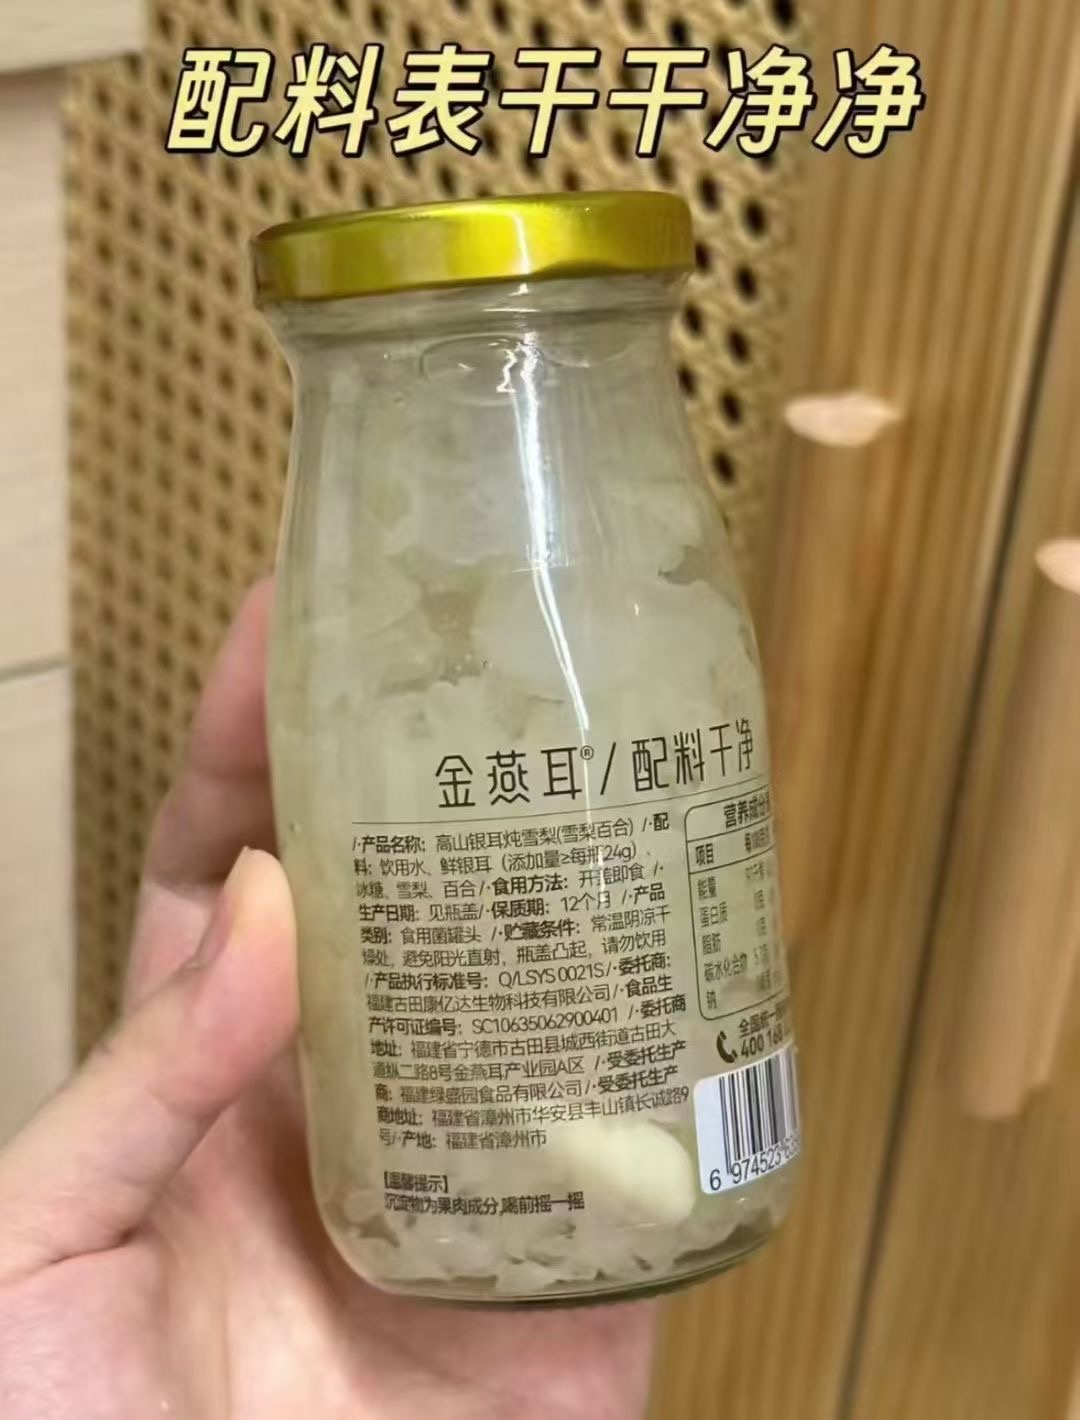 配料表干干净净
金燕耳®/配料干净
/·产品名称：高山银耳炖雪梨(雪梨百合) /·配
料：饮用水、鲜银耳（添加量≥每瓶24g）、
冰糖、雪梨、百合/·食用方法：开盖即食 /·
生产日期：见瓶盖/·保质期：12个月 /·产品
类别：食用菌罐头 /·贮藏条件：常温阴凉干
燥处，避免阳光直射，瓶盖凸起，请勿饮用
/·产品执行标准号：Q/LSYS 0021S/·委托商：
福建古田康亿达生物科技有限公司/·食品生
产许可证编号：SC10635062900401 /·委托商
地址：福建省宁德市古田县城西街道古田大
道纵二路8号金燕耳产业园A区 /·受委托生产
商：福建绿盛园食品有限公司/·受委托生产
商地址：福建省漳州市华安县丰山镇长诚路9
号/·产地：福建省漳州市
【温馨提示】
沉淀物为果肉成分,喝前摇一摇
营养成分
项目
能量
蛋白质
脂肪
碳水化合物
钠
全国统一
400 168
6 974523